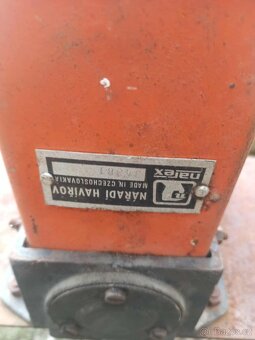 narex
NÁŘADÍ HAVÍŘOV
MADE IN CZECHOSLOVAKIA